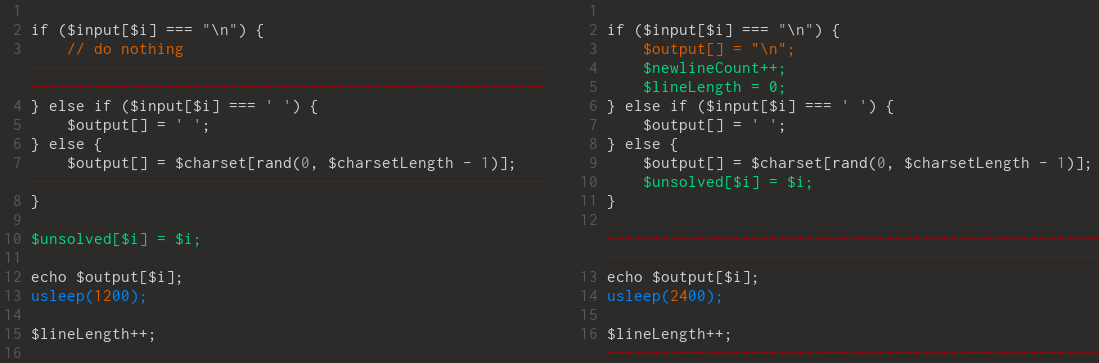 1
2 if ($input[$i] === "\n") {
3     // do nothing
4 } else if ($input[$i] === ' ') {
5     $output[] = ' ';
6 } else {
7     $output[] = $charset[rand(0, $charsetLength - 1)];
8 }
9
10 $unsolved[$i] = $i;
11
12 echo $output[$i];
13 usleep(1200);
14
15 $lineLength++;
16
1
2 if ($input[$i] === "\n") {
3     $output[] = "\n";
4     $newlineCount++;
5     $lineLength = 0;
6 } else if ($input[$i] === ' ') {
7     $output[] = ' ';
8 } else {
9     $output[] = $charset[rand(0, $charsetLength - 1)];
10     $unsolved[$i] = $i;
11 }
12
13 echo $output[$i];
14 usleep(2400);
15
16 $lineLength++;